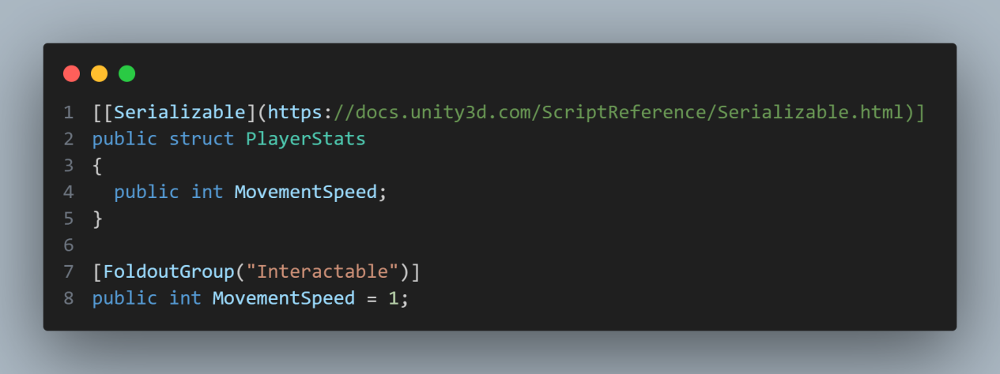 1 [[Serializable](https://docs.unity3d.com/ScriptReference/Serializable.html)]
2 public struct PlayerStats
3 {
4   public int MovementSpeed;
5 }
6
7 [FoldoutGroup("Interactable")]
8 public int MovementSpeed = 1;